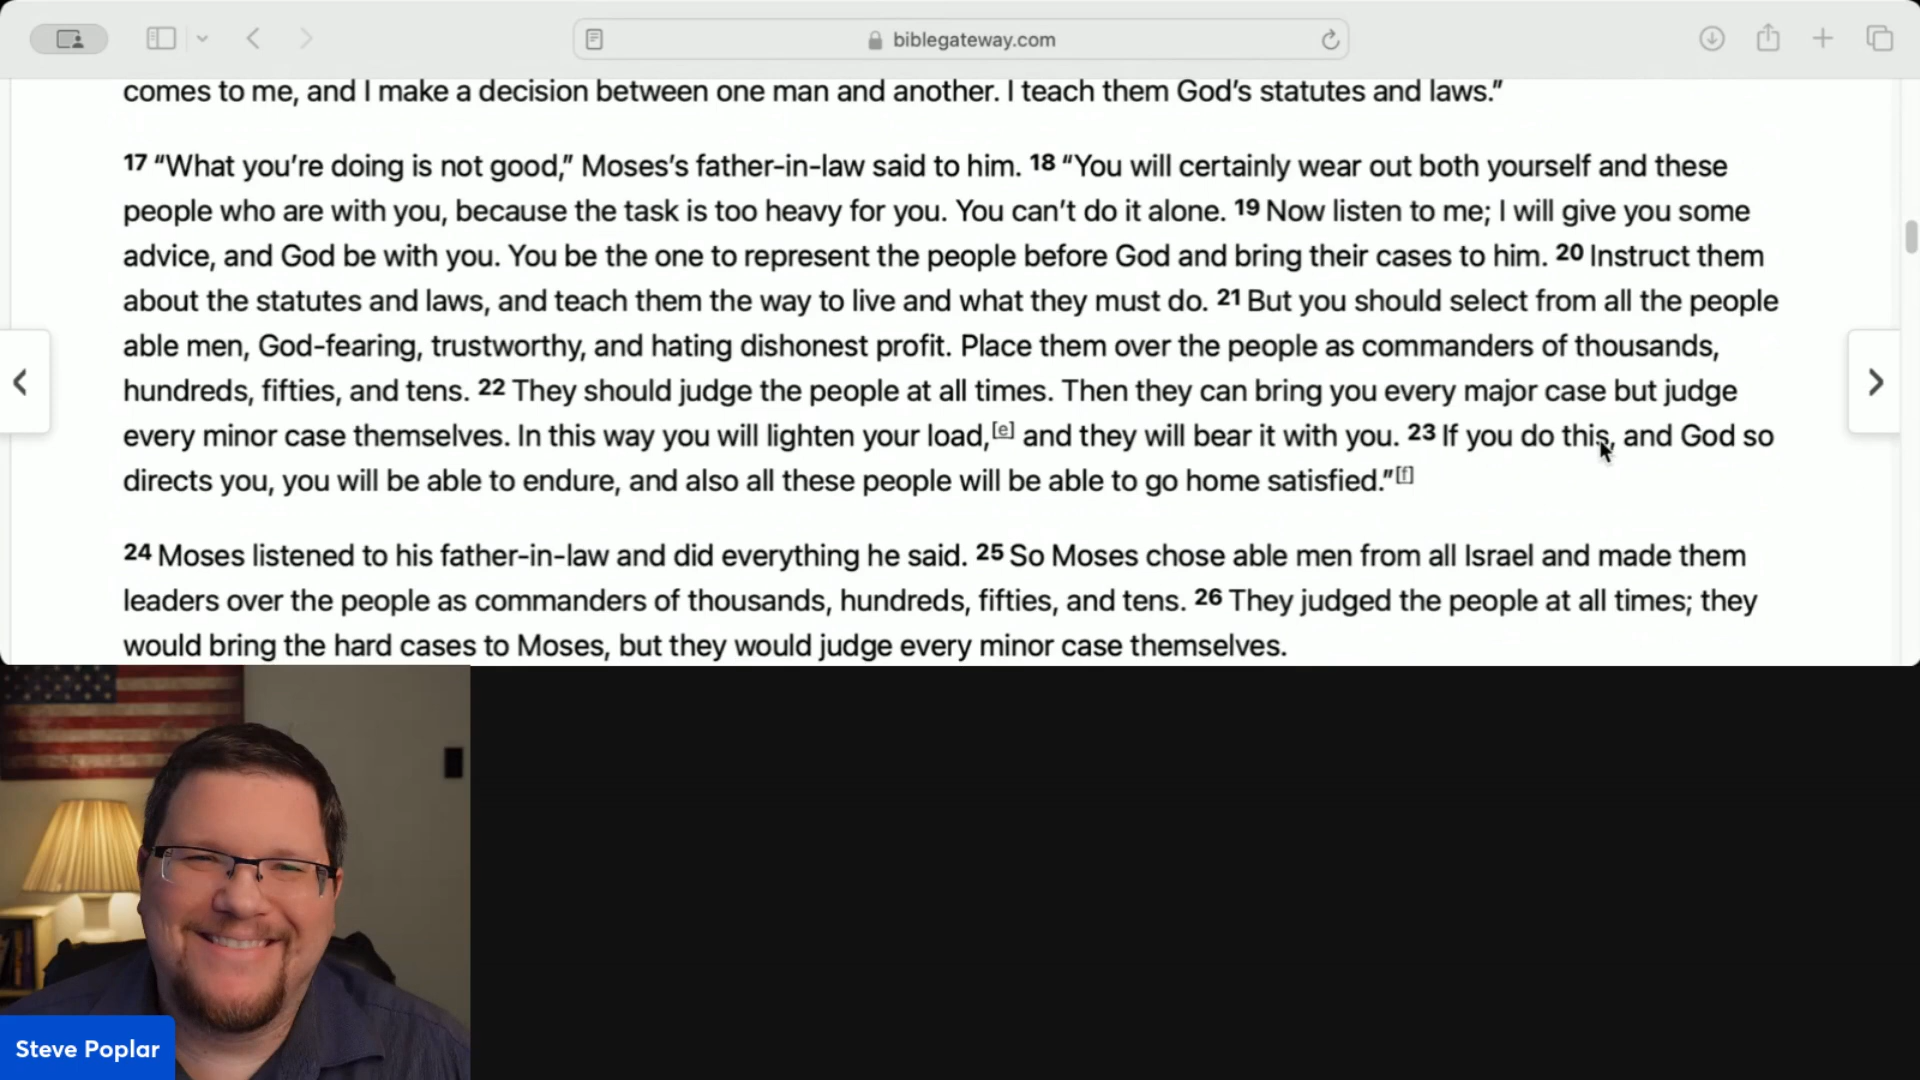 biblegateway.com
comes to me, and I make a decision between one man and another. I teach them God’s statutes and laws.”
17 “What you’re doing is not good,” Moses’s father-in-law said to him. 18 “You will certainly wear out both yourself and these
people who are with you, because the task is too heavy for you. You can’t do it alone. 19 Now listen to me; I will give you some
advice, and God be with you. You be the one to represent the people before God and bring their cases to him. 20 Instruct them
about the statutes and laws, and teach them the way to live and what they must do. 21 But you should select from all the people
able men, God-fearing, trustworthy, and hating dishonest profit. Place them over the people as commanders of thousands,
hundreds, fifties, and tens. 22 They should judge the people at all times. Then they can bring you every major case but judge
every minor case themselves. In this way you will lighten your load,[e] and they will bear it with you. 23 If you do this, and God so
directs you, you will be able to endure, and also all these people will be able to go home satisfied.”[f]
24 Moses listened to his father-in-law and did everything he said. 25 So Moses chose able men from all Israel and made them
leaders over the people as commanders of thousands, hundreds, fifties, and tens. 26 They judged the people at all times; they
would bring the hard cases to Moses, but they would judge every minor case themselves.
Steve Poplar